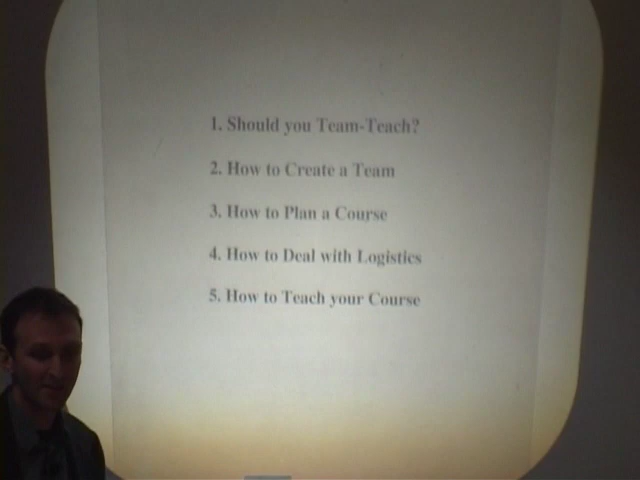 1. Should you Team-Teach?
2. How to Create a Team
3. How to Plan a Course
4. How to Deal with Logistics
5. How to Teach your Course